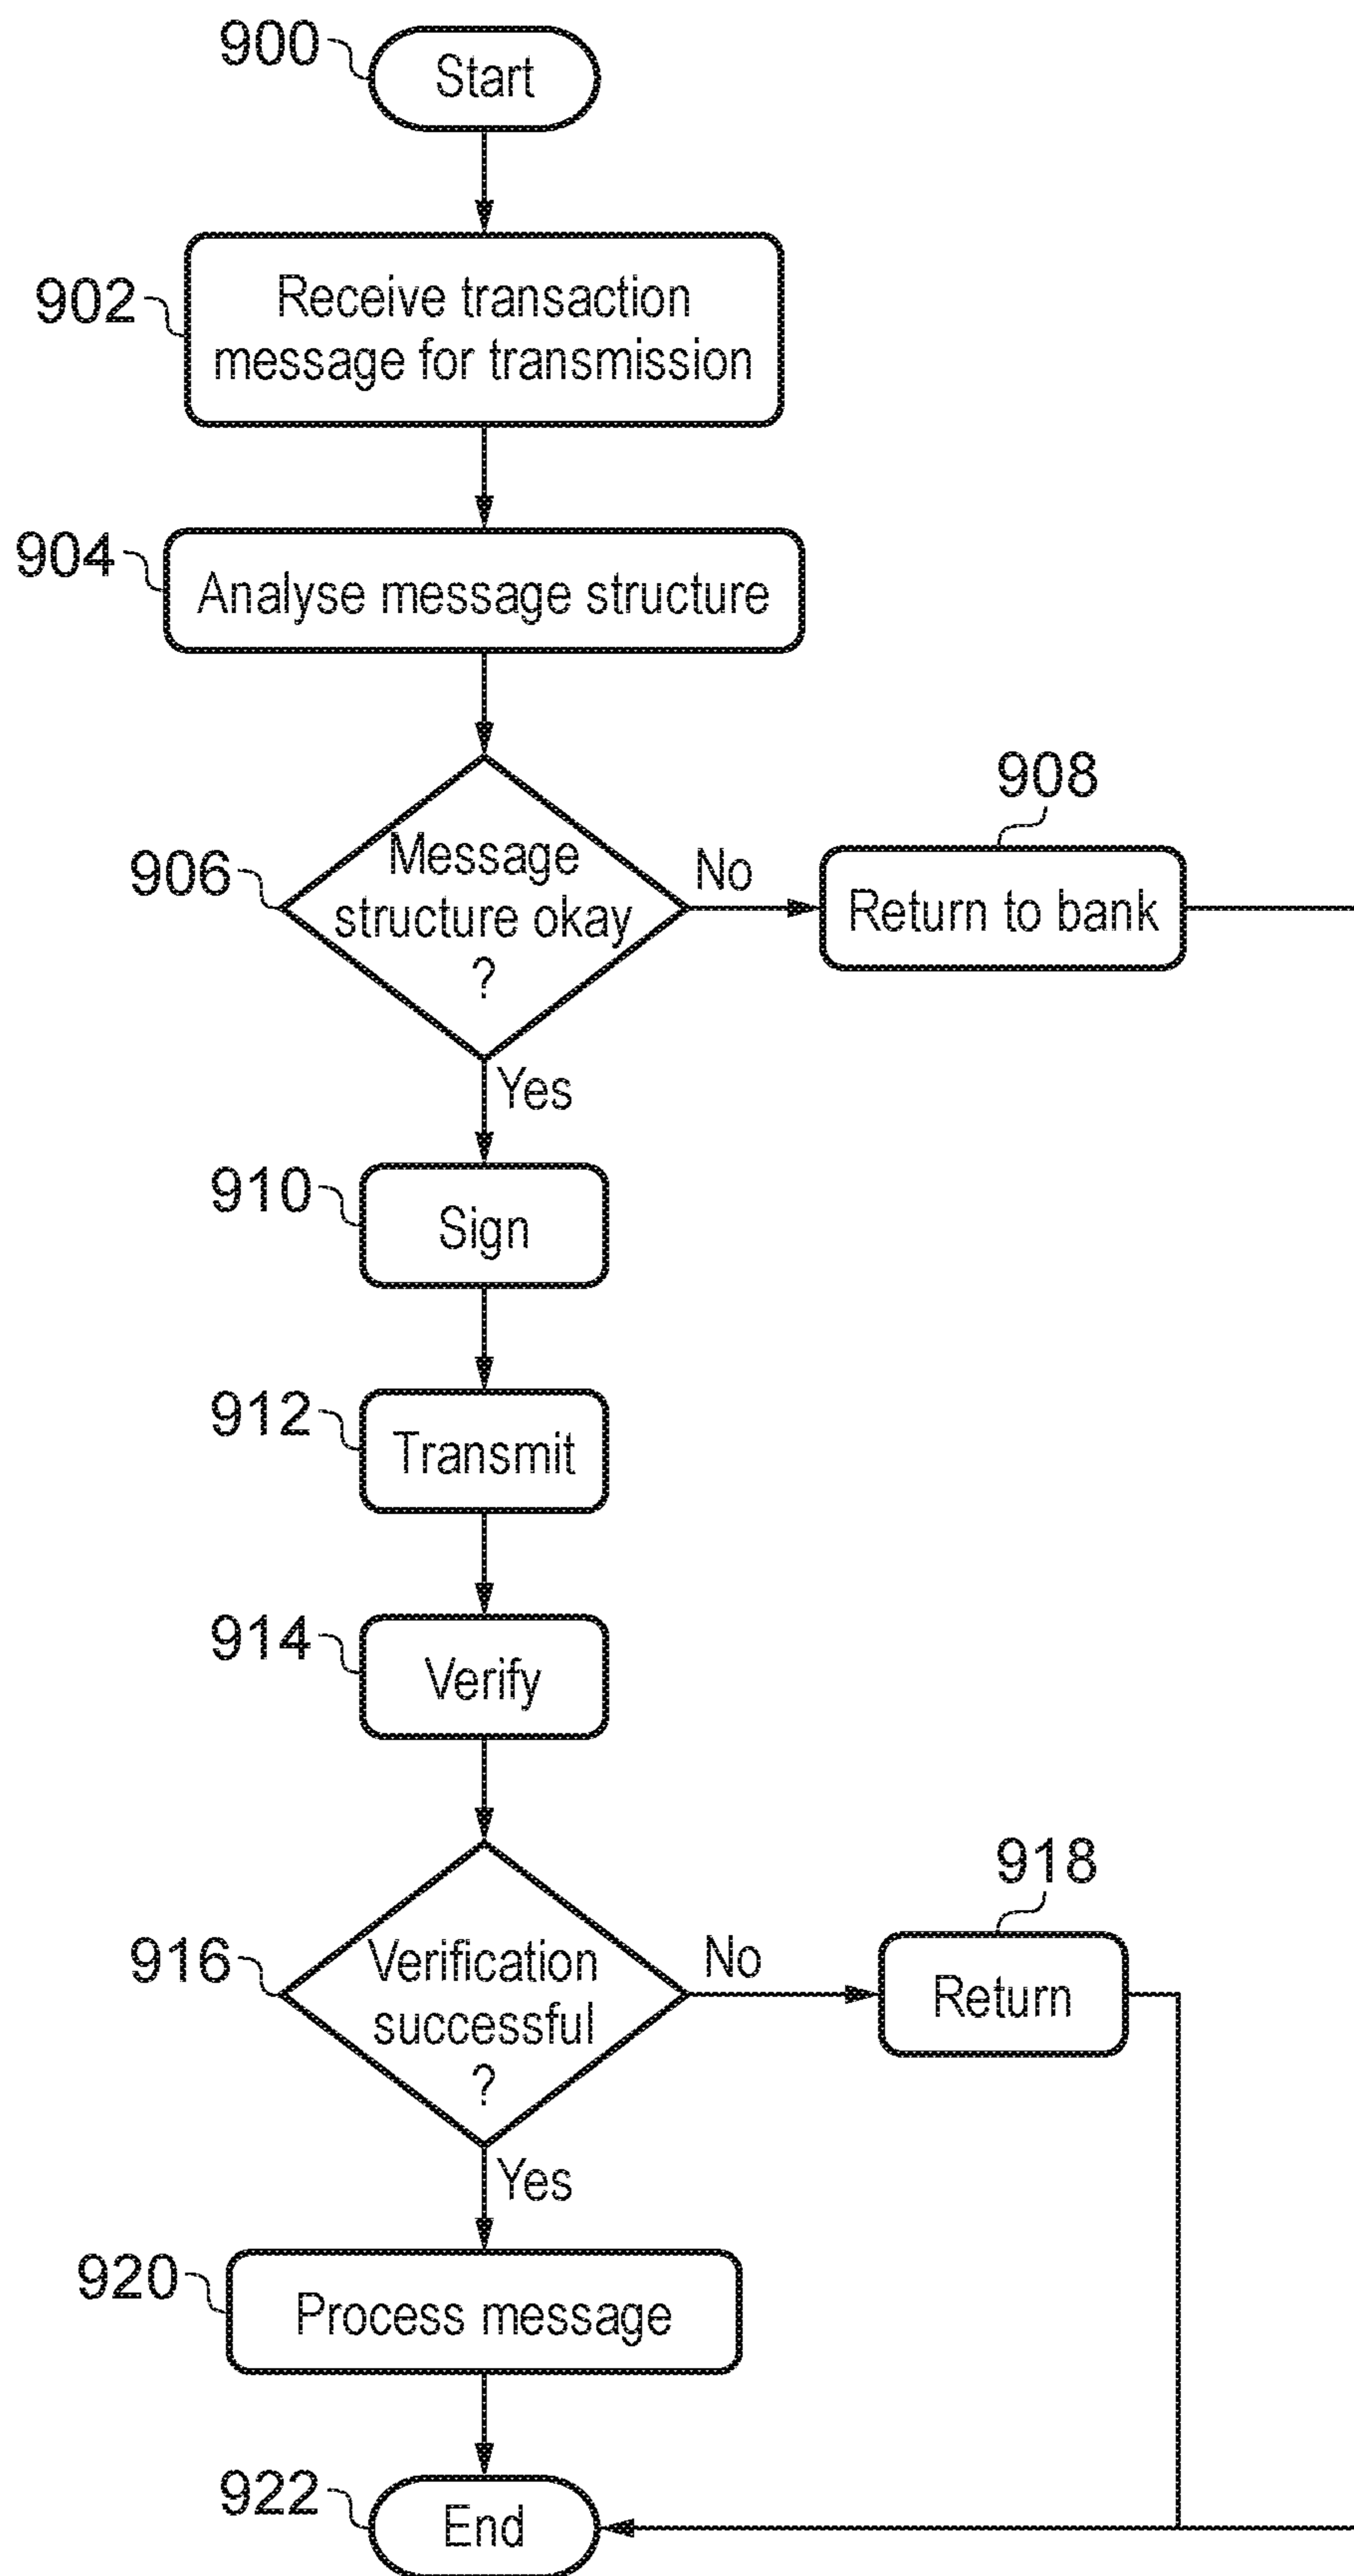 900
Start
902
Receive transaction
message for transmission
904
Analyse message structure
906
Message
structure okay
?
No
908
Return to bank
Yes
910
Sign
912
Transmit
914
Verify
916
Verification
successful
?
No
918
Return
Yes
920
Process message
922
End